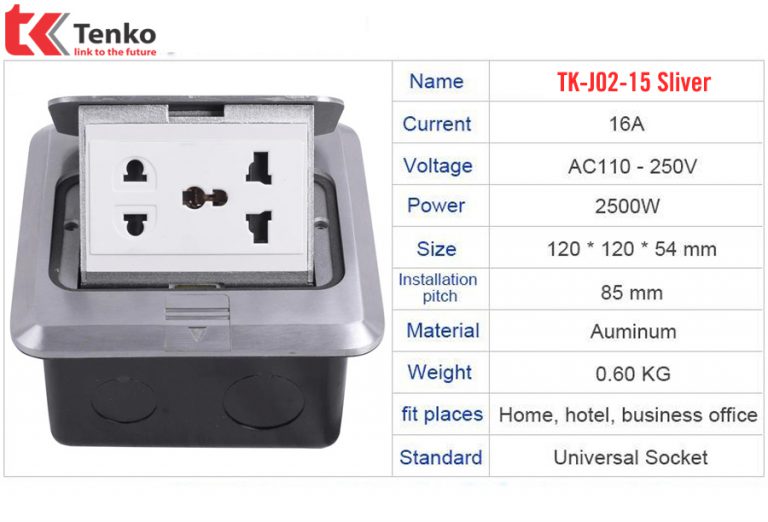 Tenko
link to the future
Name TK-J02-15 Sliver
Current 16A
Voltage AC110 - 250V
Power 2500W
Size 120 * 120 * 54 mm
Installation
pitch 85 mm
Material Auminum
Weight 0.60 KG
fit places Home, hotel, business office
Standard Universal Socket